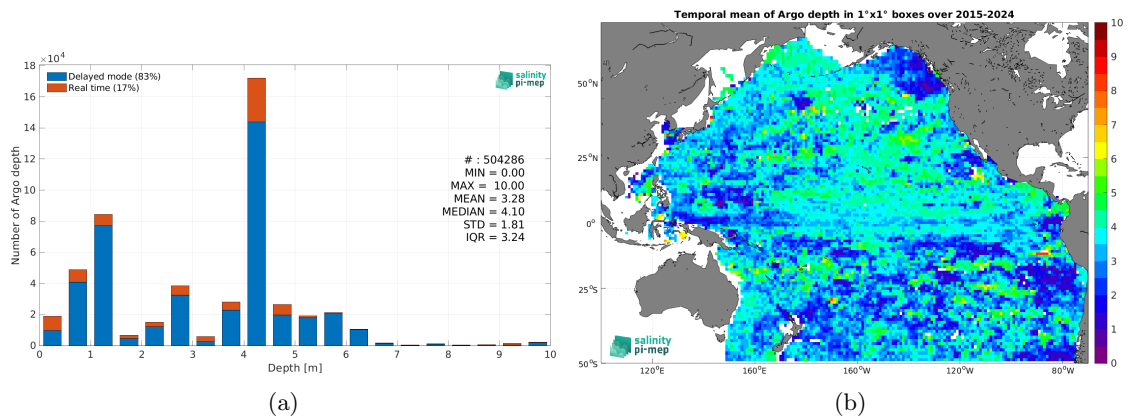 ×10⁴
18
16
14
12
10
8
6
4
2
0
Number of Argo depth
Delayed mode (83%)
Real time (17%)
salinity
pi-mep
# : 504286
MIN = 0.00
MAX = 10.00
MEAN = 3.28
MEDIAN = 4.10
STD = 1.81
IQR = 3.24
0 1 2 3 4 5 6 7 8 9 10
Depth [m]
(a)
Temporal mean of Argo depth in 1°x1° boxes over 2015-2024
50°N
25°N
0°
25°S
50°S
salinity
pi-mep
120°E 160°E 160°W 120°W 80°W
10
9
8
7
6
5
4
3
2
1
0
(b)